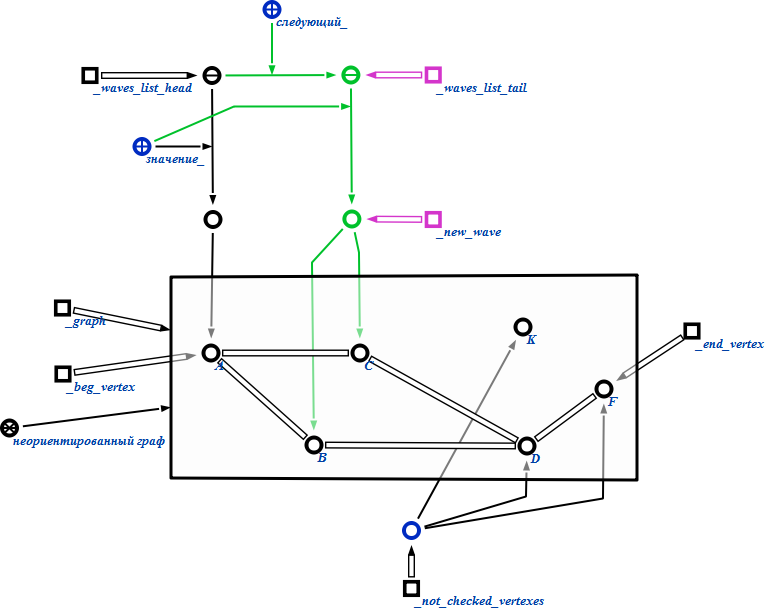 следующий_
_waves_list_head
_waves_list_tail
значение_
_new_wave
_graph
K
_end_vertex
A
C
_beg_vertex
F
неориентированный граф
B
D
_not_checked_vertexes